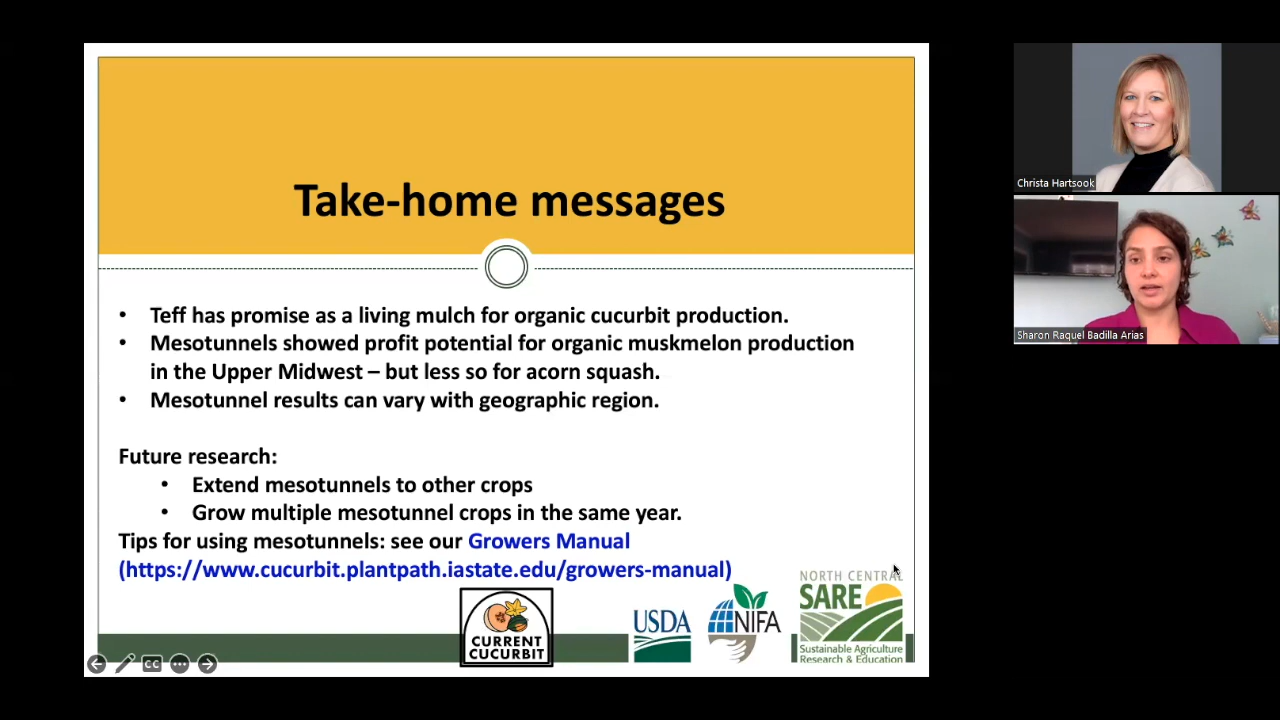 Take-home messages
• Teff has promise as a living mulch for organic cucurbit production.
• Mesotunnels showed profit potential for organic muskmelon production
in the Upper Midwest – but less so for acorn squash.
• Mesotunnel results can vary with geographic region.
Future research:
• Extend mesotunnels to other crops
• Grow multiple mesotunnel crops in the same year.
Tips for using mesotunnels: see our Growers Manual
(https://www.cucurbit.plantpath.iastate.edu/growers-manual)
CURRENT
CUCURBIT
USDA
NIFA
NORTH CENTRAL
SARE
Sustainable Agriculture
Research & Education
CC
Christa Hartsook
Sharon Raquel Badilla Arias